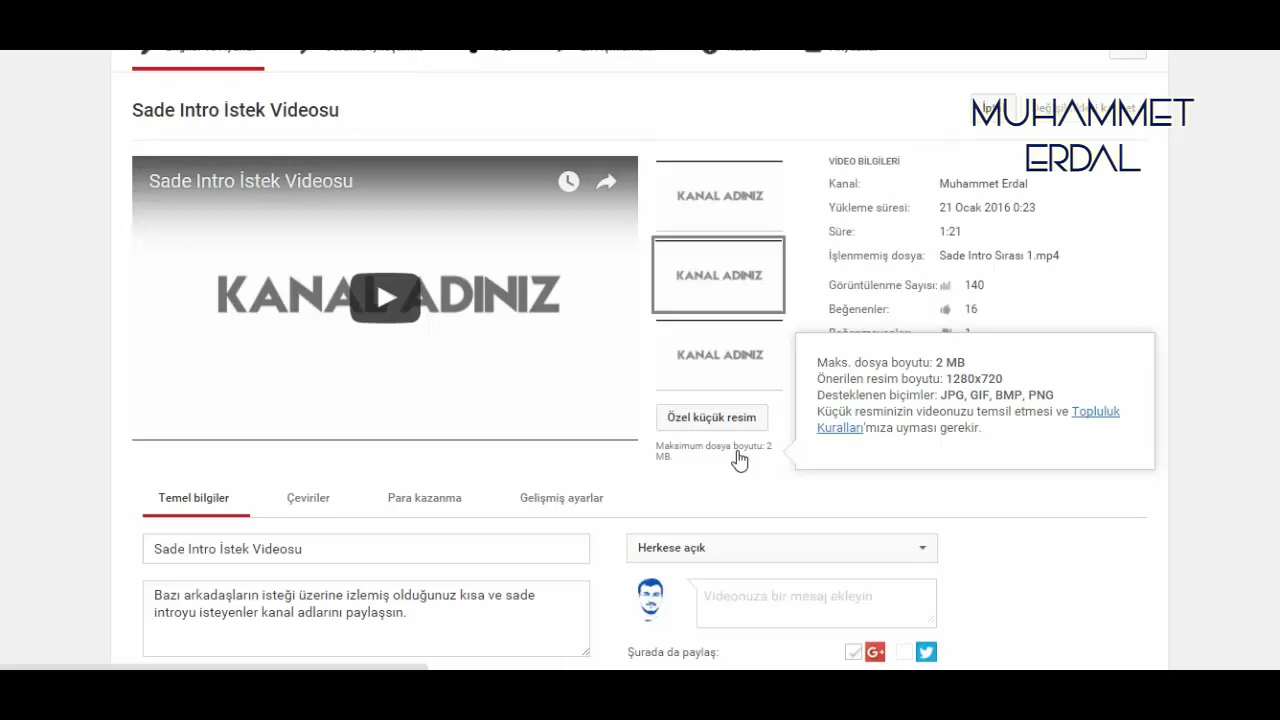 Sade Intro İstek Videosu
MUHAMMET
ERDAL
Sade Intro İstek Videosu
KANAL ADINIZ
KANAL ADINIZ
KANAL ADINIZ
KANAL ADINIZ
Özel küçük resim
Maksimum dosya boyutu: 2
MB.
VİDEO BİLGİLERİ
Kanal: Muhammet Erdal
Yükleme süresi: 21 Ocak 2016 0:23
Süre: 1:21
İşlenmemiş dosya: Sade Intro Sırası 1.mp4
Görüntülenme Sayısı: 140
Beğenenler: 16
Beğenmeyenler: 1
Maks. dosya boyutu: 2 MB
Önerilen resim boyutu: 1280x720
Desteklenen biçimler: JPG, GIF, BMP, PNG
Küçük resminizin videonuzu temsil etmesi ve Topluluk
Kuralları'mıza uyması gerekir.
Temel bilgiler Çeviriler Para kazanma Gelişmiş ayarlar
Sade Intro İstek Videosu
Herkese açık
Bazı arkadaşların isteği üzerine izlemiş olduğunuz kısa ve sade
introyu isteyenler kanal adlarını paylaşsın.
Videonuza bir mesaj ekleyin
Şurada da paylaş:
G+